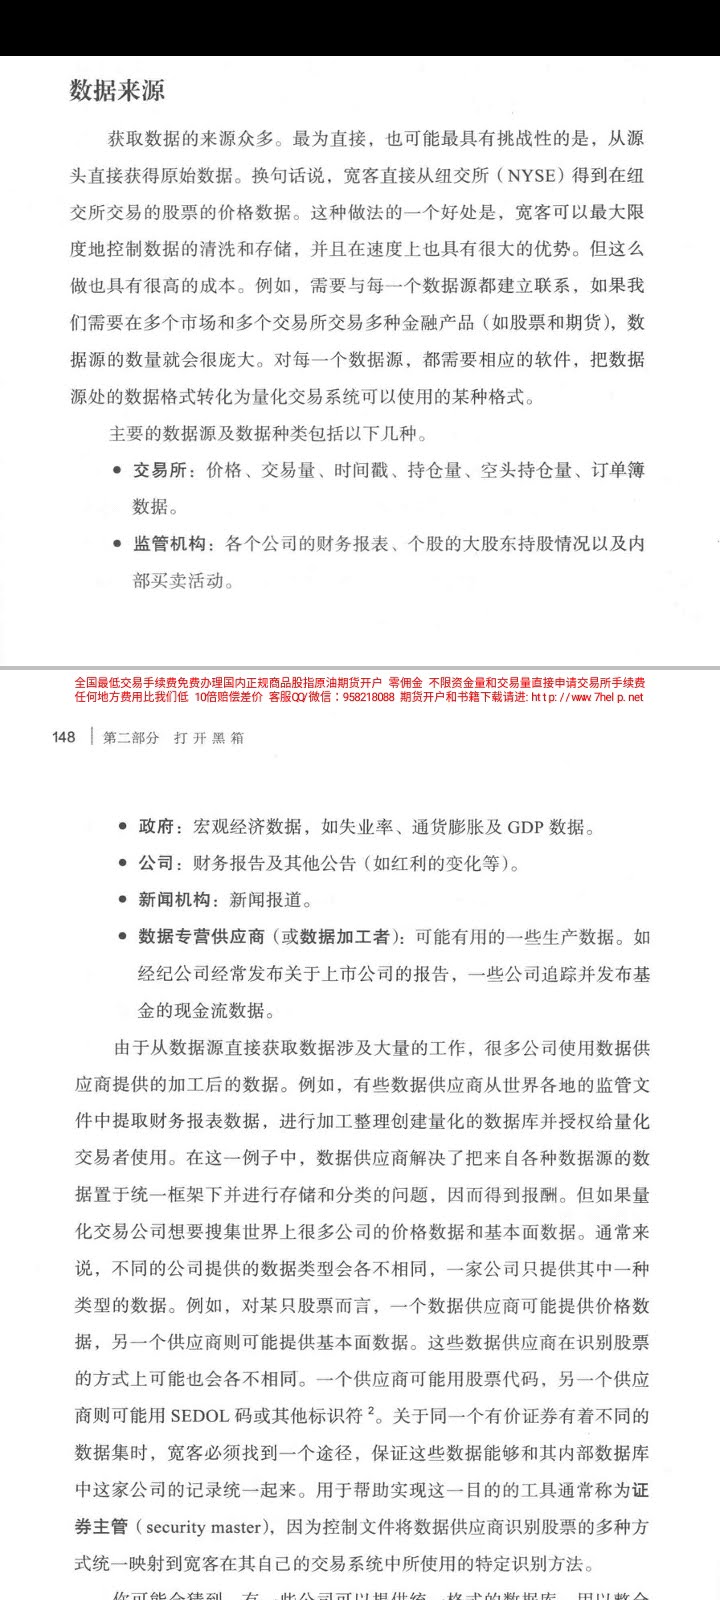 数据来源
获取数据的来源众多。最为直接，也可能最具有挑战性的是，从源
头直接获得原始数据。换句话说，宽客直接从纽交所（NYSE）得到在纽
交所交易的股票的价格数据。这种做法的一个好处是，宽客可以最大限
度地控制数据的清洗和存储，并且在速度上也具有很大的优势。但这么
做也具有很高的成本。例如，需要与每一个数据源都建立联系，如果我
们需要在多个市场和多个交易所交易多种金融产品（如股票和期货），数
据源的数量就会很庞大。对每一个数据源，都需要相应的软件，把数据
源处的数据格式转化为量化交易系统可以使用的某种格式。
主要的数据源及数据种类包括以下几种。
● 交易所：价格、交易量、时间戳、持仓量、空头持仓量、订单簿
数据。
● 监管机构：各个公司的财务报表、个股的大股东持股情况以及内
部买卖活动。
全国最低交易手续费免费办理国内正规商品股指原油期货开户 零佣金 不限资金量和交易量直接申请交易所手续费
任何地方费用比我们低 10倍赔偿差价 客服QQ/微信：958218088 期货开户和书籍下载请进:http://www.7help.net
148 第二部分 打开黑箱
● 政府：宏观经济数据，如失业率、通货膨胀及 GDP 数据。
● 公司：财务报告及其他公告（如红利的变化等）。
● 新闻机构：新闻报道。
● 数据专营供应商（或数据加工者）：可能有用的一些生产数据。如
经纪公司经常发布关于上市公司的报告，一些公司追踪并发布基
金的现金流数据。
由于从数据源直接获取数据涉及大量的工作，很多公司使用数据供
应商提供的加工后的数据。例如，有些数据供应商从世界各地的监管文
件中提取财务报表数据，进行加工整理创建量化的数据库并授权给量化
交易者使用。在这一例子中，数据供应商解决了把来自各种数据源的数
据置于统一框架下并进行存储和分类的问题，因而得到报酬。但如果量
化交易公司想要搜集世界上很多公司的价格数据和基本面数据。通常来
说，不同的公司提供的数据类型会各不相同，一家公司只提供其中一种
类型的数据。例如，对某只股票而言，一个数据供应商可能提供价格数
据，另一个供应商则可能提供基本面数据。这些数据供应商在识别股票
的方式上可能也会各不相同。一个供应商可能用股票代码，另一个供应
商则可能用 SEDOL 码或其他标识符²。关于同一个有价证券有着不同的
数据集时，宽客必须找到一个途径，保证这些数据能够和其内部数据库
中这家公司的记录统一起来。用于帮助实现这一目的的工具通常称为证
券主管（security master），因为控制文件将数据供应商识别股票的多种方
式统一映射到宽客在其自己的交易系统中所使用的特定识别方法。
你可能会猜到，有一些公司可以提供统一格式的数据库，用以整合